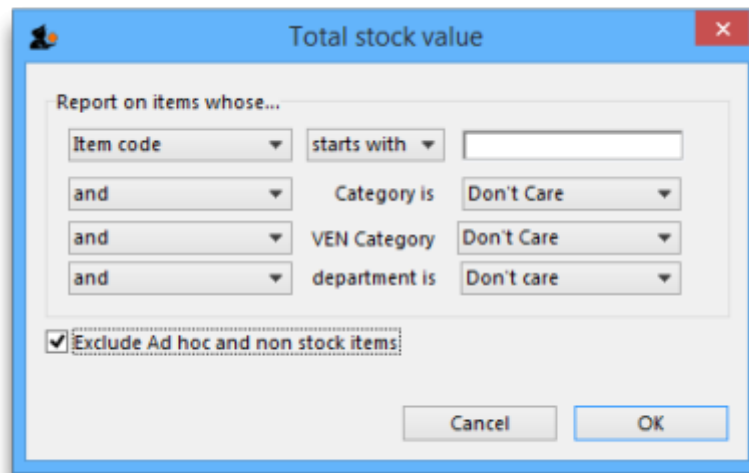 Total stock value
Report on items whose...
Item code starts with
and Category is Don't Care
and VEN Category Don't Care
and department is Don't care
Exclude Ad hoc and non stock items
Cancel OK